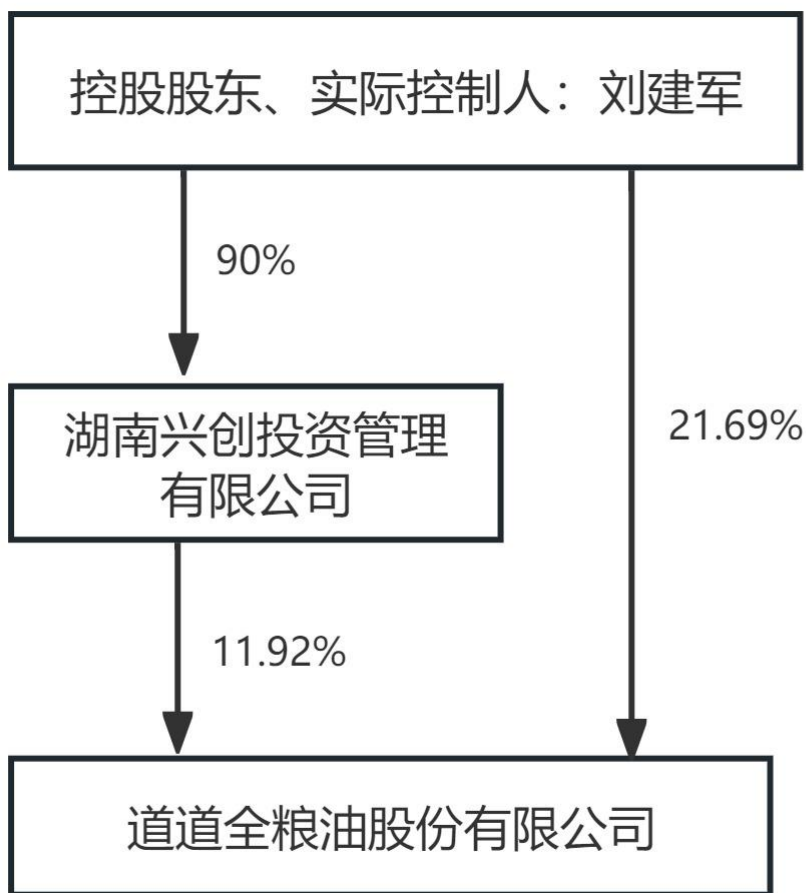 控股股东、实际控制人：刘建军
90%
湖南兴创投资管理
有限公司
21.69%
11.92%
道道全粮油股份有限公司